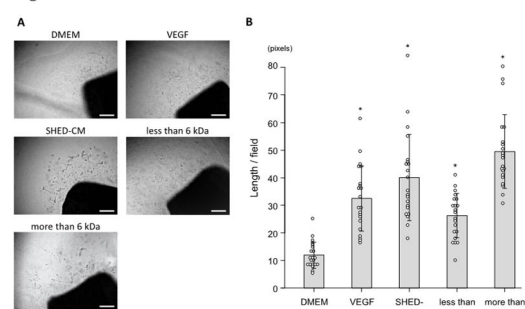 A
DMEM
VEGF
SHED-CM
less than 6 kDa
more than 6 kDa
B
(pixels)
*
*
*
*
Length / field
80
70
60
50
40
30
20
10
5
0
DMEM VEGF SHED- less than more than